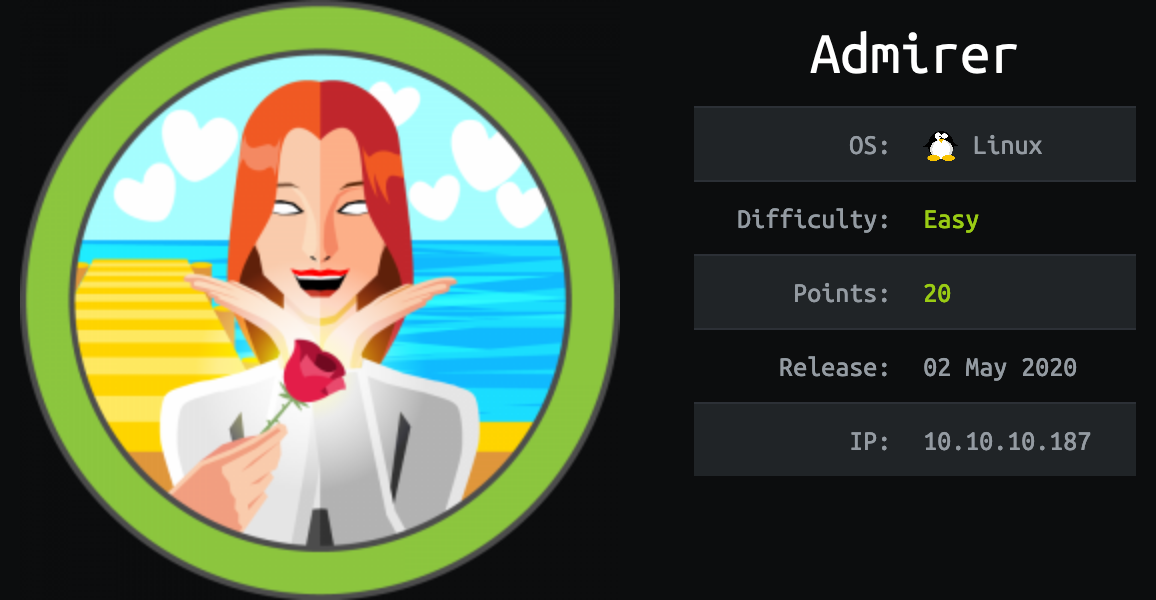 Admirer
OS: Linux
Difficulty: Easy
Points: 20
Release: 02 May 2020
IP: 10.10.10.187